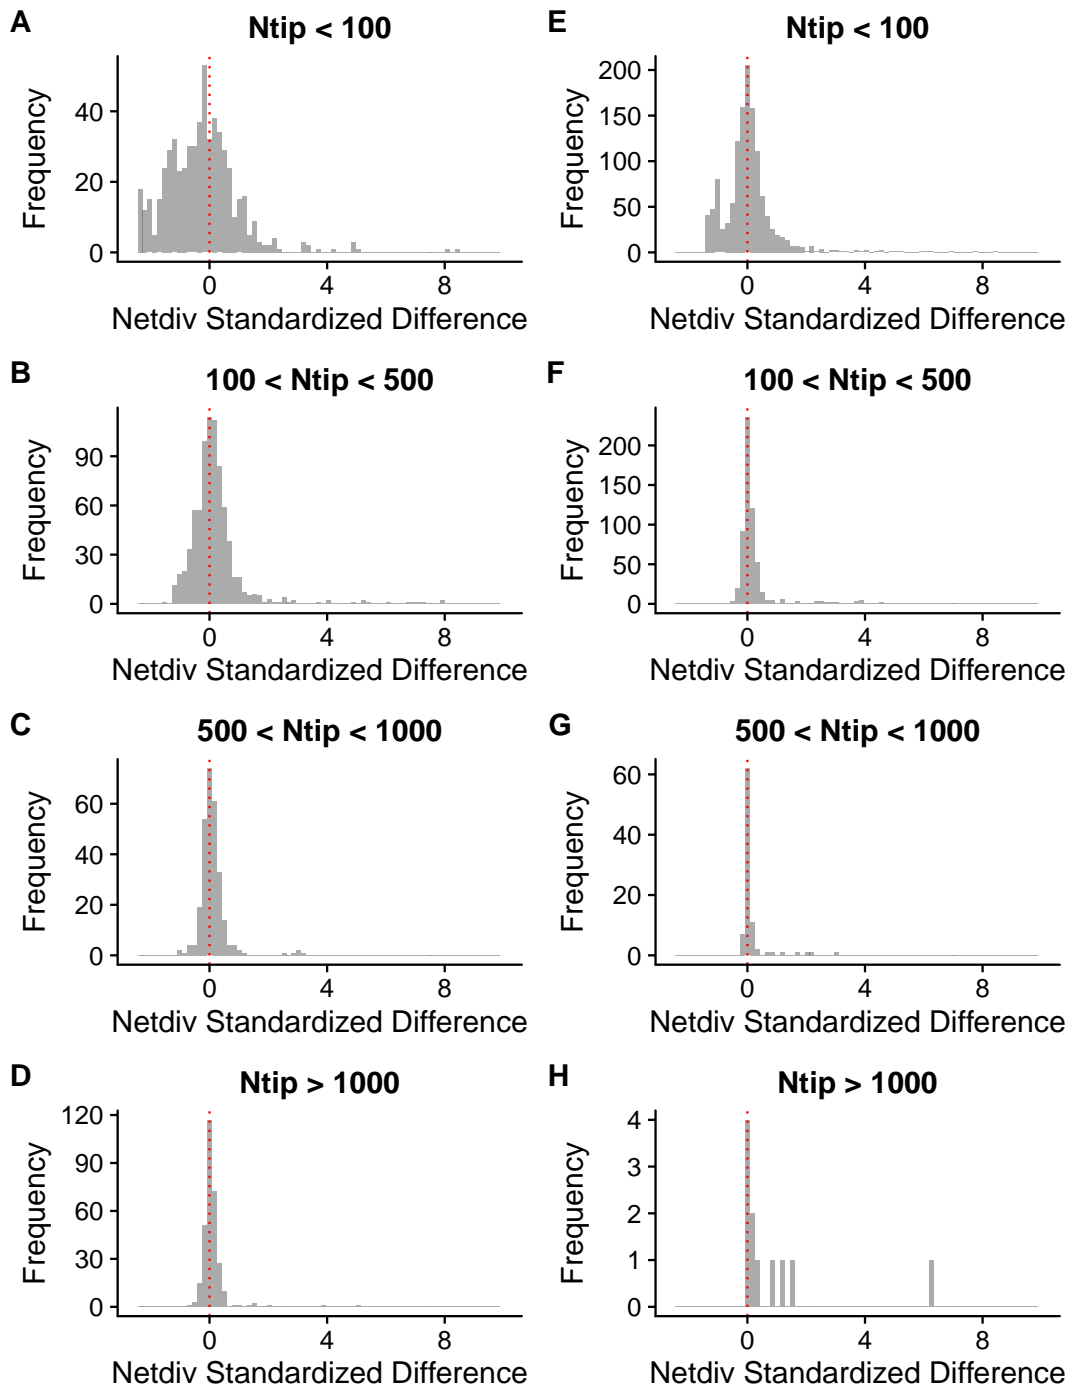 A
Ntip < 100
Frequency
40
20
0
0 4 8
Netdiv Standardized Difference
E
Ntip < 100
Frequency
200
150
100
50
0
0 4 8
Netdiv Standardized Difference
B
100 < Ntip < 500
Frequency
90
60
30
0
0 4 8
Netdiv Standardized Difference
F
100 < Ntip < 500
Frequency
200
150
100
50
0
0 4 8
Netdiv Standardized Difference
C
500 < Ntip < 1000
Frequency
60
40
20
0
0 4 8
Netdiv Standardized Difference
G
500 < Ntip < 1000
Frequency
60
40
20
0
0 4 8
Netdiv Standardized Difference
D
Ntip > 1000
Frequency
120
90
60
30
0
0 4 8
Netdiv Standardized Difference
H
Ntip > 1000
Frequency
4
3
2
1
0
0 4 8
Netdiv Standardized Difference